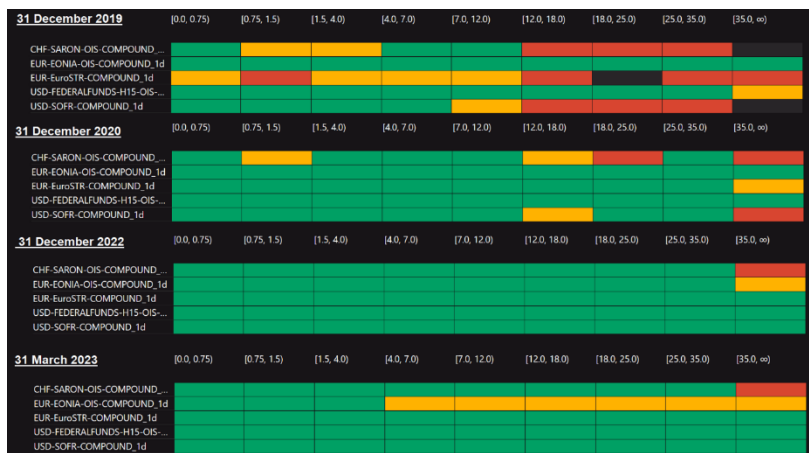 31 December 2019 [0.0, 0.75) [0.75, 1.5) [1.5, 4.0) [4.0, 7.0) [7.0, 12.0) [12.0, 18.0) [18.0, 25.0) [25.0, 35.0) [35.0, ∞)
CHF-SARON-OIS-COMPOUND_...
EUR-EONIA-OIS-COMPOUND_1d
EUR-EuroSTR-COMPOUND_1d
USD-FEDERALFUNDS-H15-OIS-...
USD-SOFR-COMPOUND_1d
31 December 2020 [0.0, 0.75) [0.75, 1.5) [1.5, 4.0) [4.0, 7.0) [7.0, 12.0) [12.0, 18.0) [18.0, 25.0) [25.0, 35.0) [35.0, ∞)
CHF-SARON-OIS-COMPOUND_...
EUR-EONIA-OIS-COMPOUND_1d
EUR-EuroSTR-COMPOUND_1d
USD-FEDERALFUNDS-H15-OIS-...
USD-SOFR-COMPOUND_1d
31 December 2022 [0.0, 0.75) [0.75, 1.5) [1.5, 4.0) [4.0, 7.0) [7.0, 12.0) [12.0, 18.0) [18.0, 25.0) [25.0, 35.0) [35.0, ∞)
CHF-SARON-OIS-COMPOUND_...
EUR-EONIA-OIS-COMPOUND_1d
EUR-EuroSTR-COMPOUND_1d
USD-FEDERALFUNDS-H15-OIS-...
USD-SOFR-COMPOUND_1d
31 March 2023 [0.0, 0.75) [0.75, 1.5) [1.5, 4.0) [4.0, 7.0) [7.0, 12.0) [12.0, 18.0) [18.0, 25.0) [25.0, 35.0) [35.0, ∞)
CHF-SARON-OIS-COMPOUND_...
EUR-EONIA-OIS-COMPOUND_1d
EUR-EuroSTR-COMPOUND_1d
USD-FEDERALFUNDS-H15-OIS-...
USD-SOFR-COMPOUND_1d